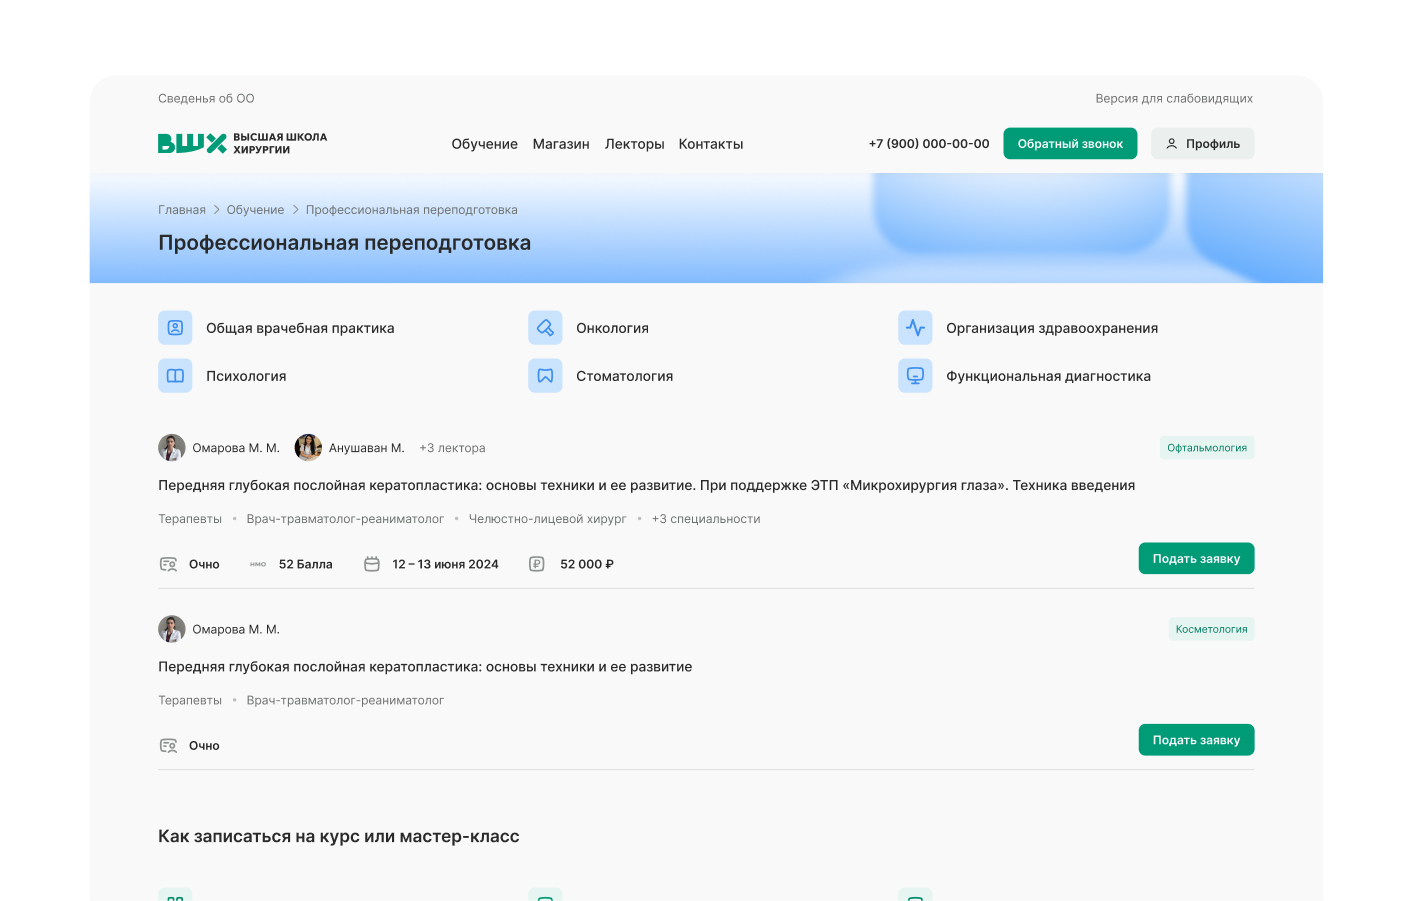 Сведенья об ОО
Версия для слабовидящих
ВШХ ВЫСШАЯ ШКОЛА
ХИРУРГИИ
Обучение Магазин Лекторы Контакты
+7 (900) 000-00-00
Обратный звонок
Профиль
Главная > Обучение > Профессиональная переподготовка
Профессиональная переподготовка
Общая врачебная практика
Онкология
Организация здравоохранения
Психология
Стоматология
Функциональная диагностика
Омарова М. М. Анушаван М. +3 лектора
Офтальмология
Передняя глубокая послойная кератопластика: основы техники и ее развитие. При поддержке ЭТП «Микрохирургия глаза». Техника введения
Терапевты • Врач-травматолог-реаниматолог • Челюстно-лицевой хирург • +3 специальности
Очно НМО 52 Балла 12 – 13 июня 2024 52 000 ₽
Подать заявку
Омарова М. М.
Косметология
Передняя глубокая послойная кератопластика: основы техники и ее развитие
Терапевты • Врач-травматолог-реаниматолог
Очно
Подать заявку
Как записаться на курс или мастер-класс